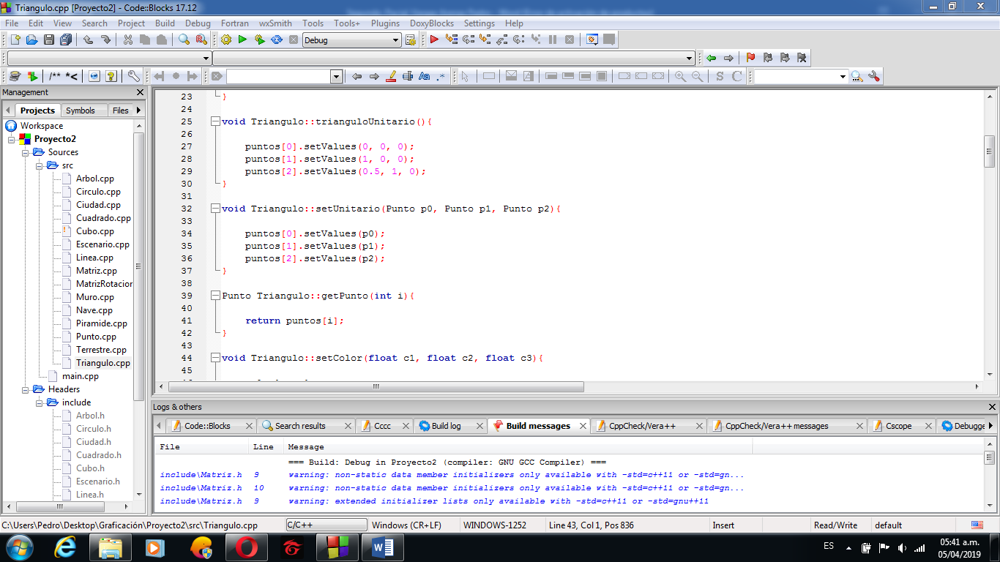 Triangulo.cpp [Proyecto2] - Code::Blocks 17.12
File Edit View Search Project Build Debug Fortran wxSmith Tools Tools+ Plugins DoxyBlocks Settings Help
Debug
/** *<
Aa .*
S C
Management
Projects Symbols Files
Workspace
Proyecto2
Sources
src
Arbol.cpp
Circulo.cpp
Ciudad.cpp
Cuadrado.cpp
Cubo.cpp
Escenario.cpp
Linea.cpp
Matriz.cpp
MatrizRotacion
Muro.cpp
Nave.cpp
Piramide.cpp
Punto.cpp
Terrestre.cpp
Triangulo.cpp
main.cpp
Headers
include
Arbol.h
Circulo.h
Ciudad.h
Cuadrado.h
Cubo.h
Escenario.h
Linea.h
23 }
24
25 void Triangulo::trianguloUnitario(){
26
27 puntos[0].setValues(0, 0, 0);
28 puntos[1].setValues(1, 0, 0);
29 puntos[2].setValues(0.5, 1, 0);
30 }
31
32 void Triangulo::setUnitario(Punto p0, Punto p1, Punto p2){
33
34 puntos[0].setValues(p0);
35 puntos[1].setValues(p1);
36 puntos[2].setValues(p2);
37 }
38
39 Punto Triangulo::getPunto(int i){
40
41 return puntos[i];
42 }
43
44 void Triangulo::setColor(float c1, float c2, float c3){
45
Logs & others
Code::Blocks Search results Cccc Build log Build messages CppCheck/Vera++ CppCheck/Vera++ messages Cscope Debugge
File Line Message
=== Build: Debug in Proyecto2 (compiler: GNU GCC Compiler) ===
include\Matriz.h 9 warning: non-static data member initializers only available with -std=c++11 or -std=gn...
include\Matriz.h 10 warning: non-static data member initializers only available with -std=c++11 or -std=gn...
include\Matriz.h 9 warning: extended initializer lists only available with -std=c++11 or -std=gnu++11
C:\Users\Pedro\Desktop\Graficación\Proyecto2\src\Triangulo.cpp C/C++ Windows (CR+LF) WINDOWS-1252 Line 43, Col 1, Pos 836 Insert Read/Write default
ES 05:41 a.m.
05/04/2019